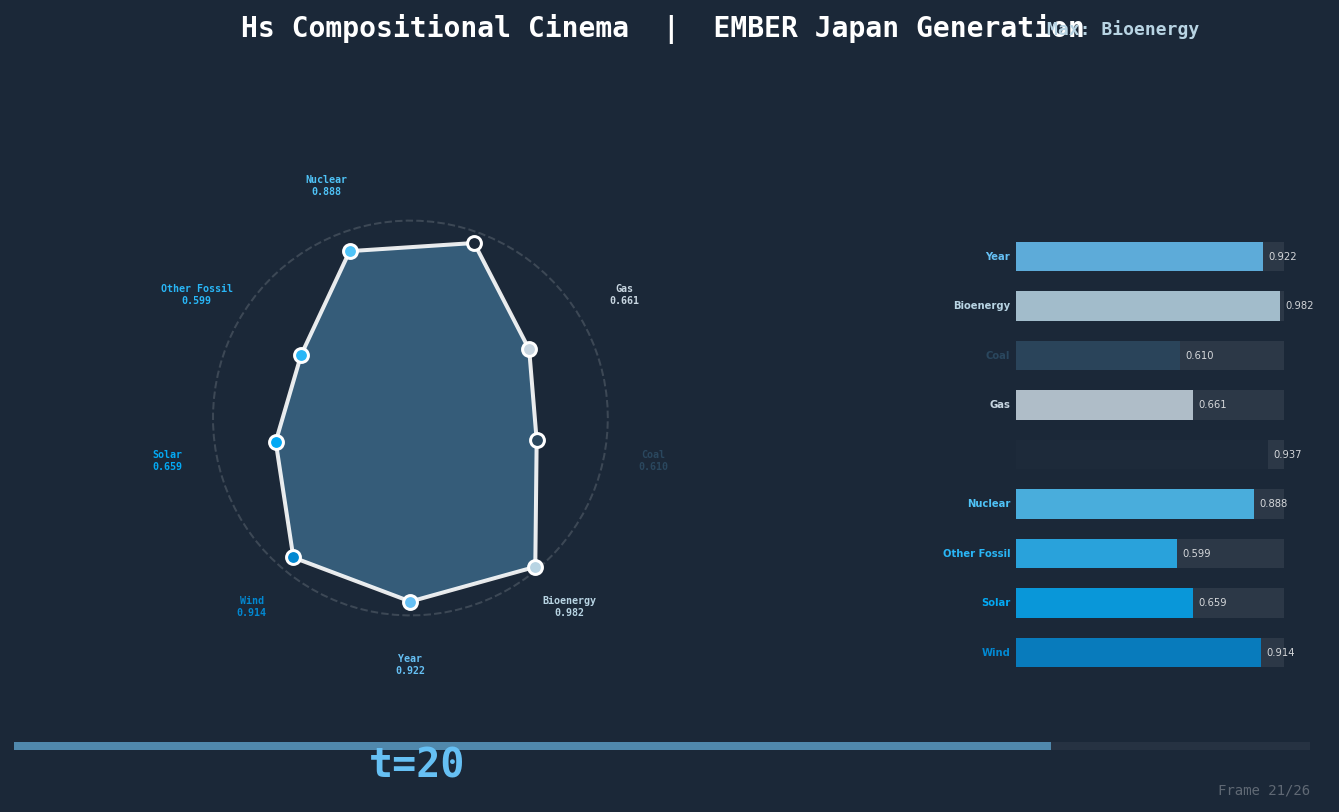 Hs Compositional Cinema | EMBER Japan Generation
Max: Bioenergy
Nuclear
0.888
Other Fossil
0.599
Gas
0.661
Solar
0.659
Coal
0.610
Wind
0.914
Bioenergy
0.982
Year
0.922
Year 0.922
Bioenergy 0.982
Coal 0.610
Gas 0.661
0.937
Nuclear 0.888
Other Fossil 0.599
Solar 0.659
Wind 0.914
t=20
Frame 21/26